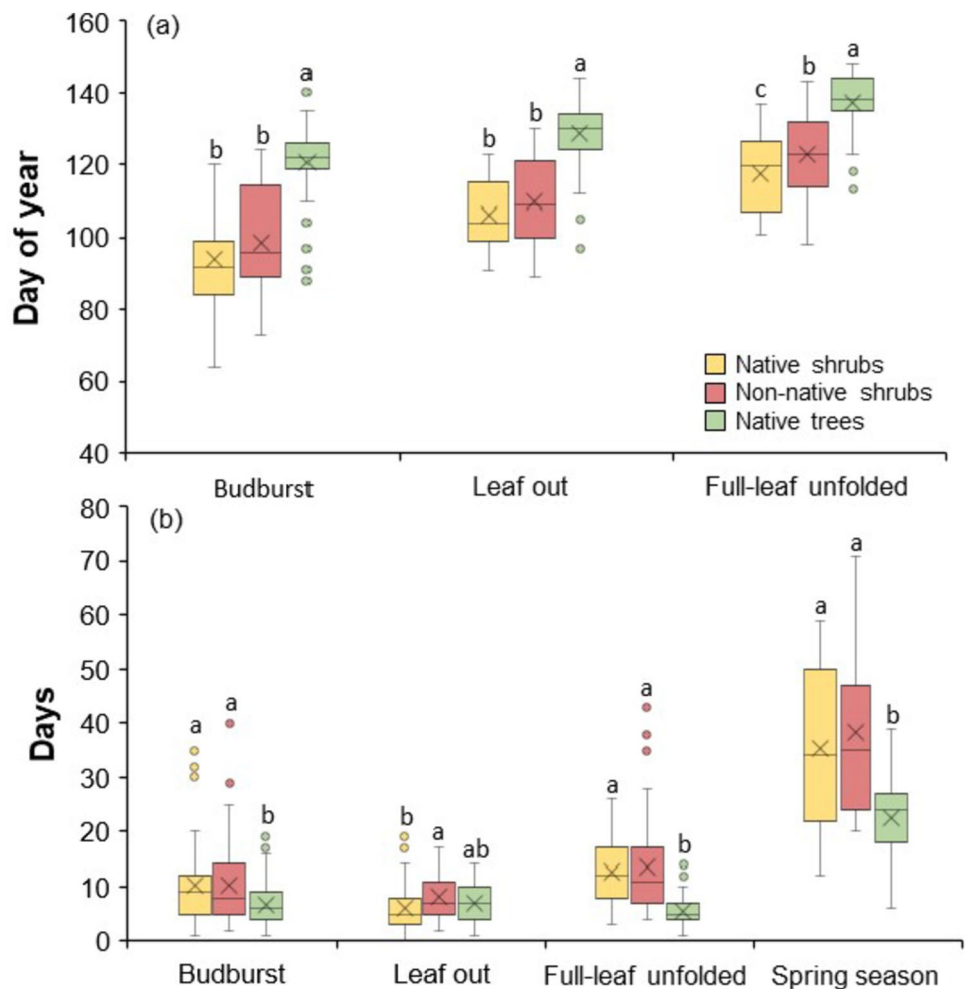 (a)
Day of year
160
140
120
100
80
60
40
b
b
a
b
b
a
c
b
a
Native shrubs
Non-native shrubs
Native trees
Budburst
Leaf out
Full-leaf unfolded
(b)
Days
80
70
60
50
40
30
20
10
0
a
a
b
b
a
ab
a
a
b
a
a
b
Budburst
Leaf out
Full-leaf unfolded
Spring season